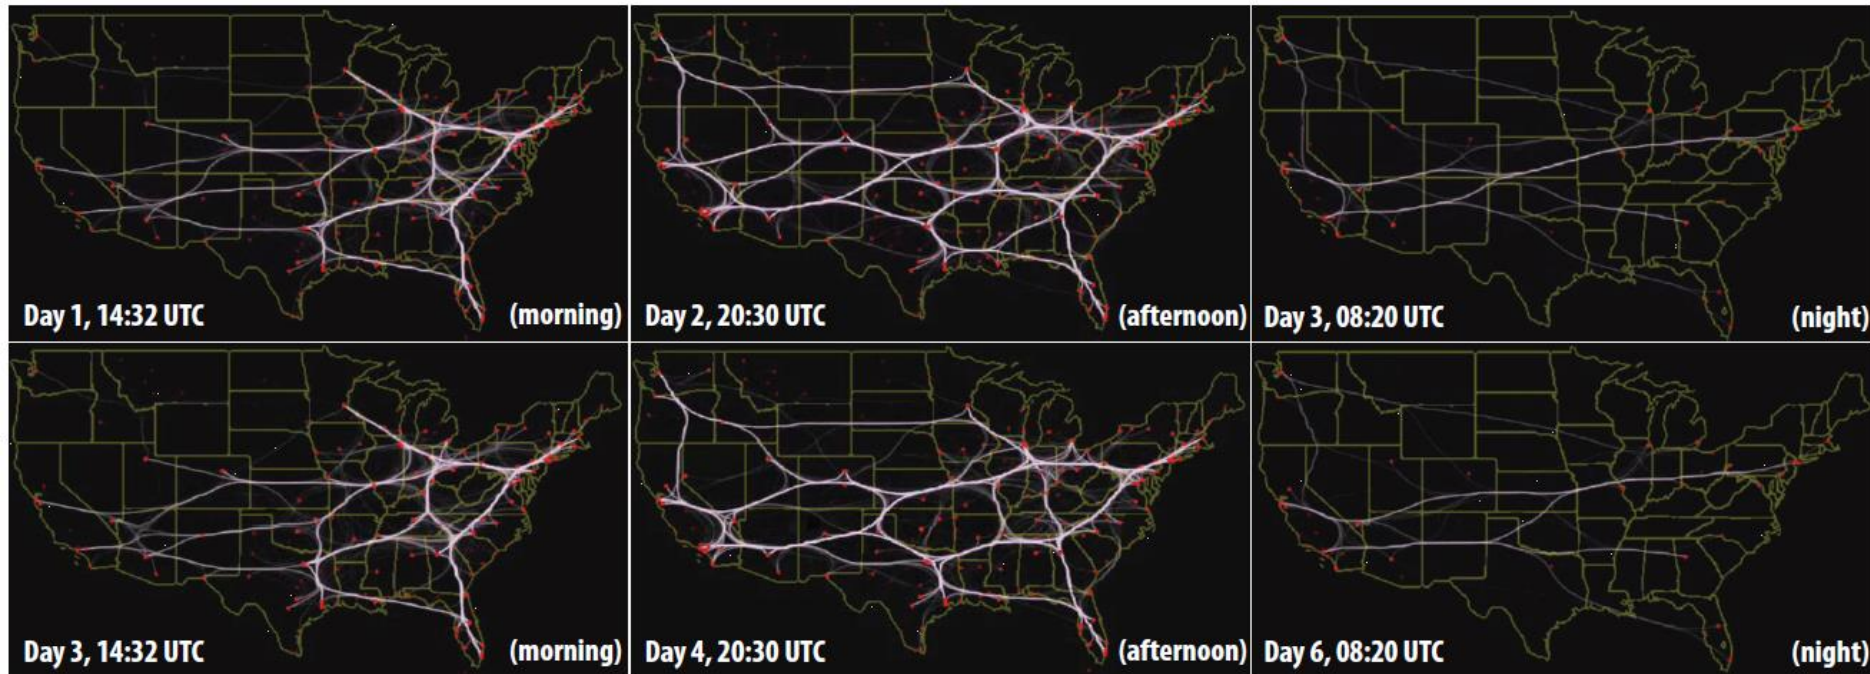 Day 1, 14:32 UTC (morning)
Day 2, 20:30 UTC (afternoon)
Day 3, 08:20 UTC (night)
Day 3, 14:32 UTC (morning)
Day 4, 20:30 UTC (afternoon)
Day 6, 08:20 UTC (night)